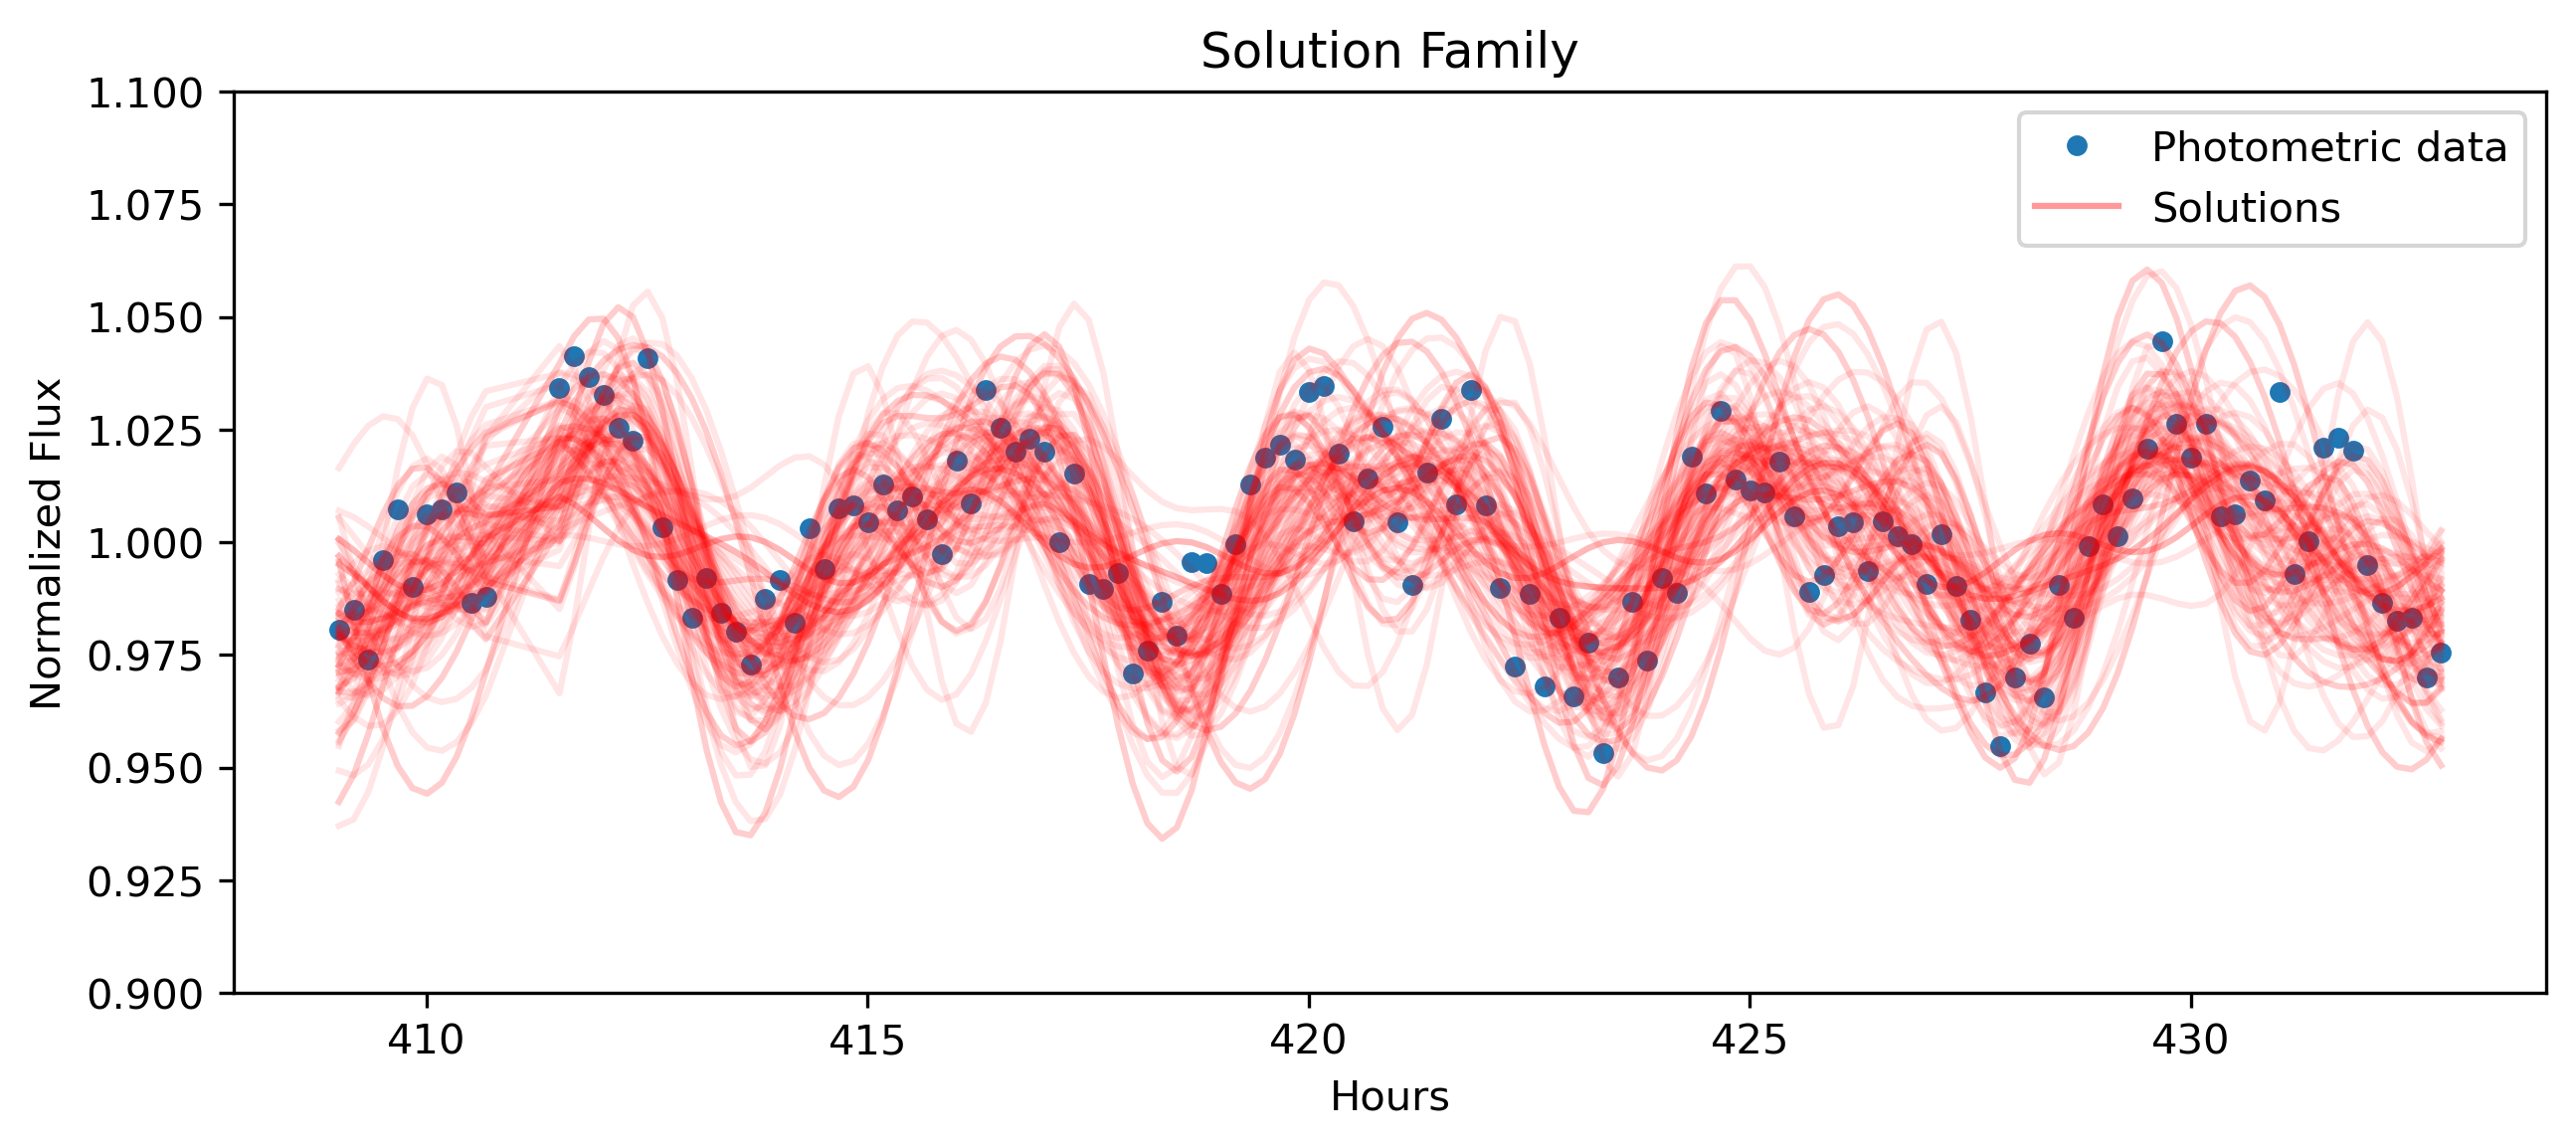 Solution Family
1.100
1.075
1.050
1.025
1.000
0.975
0.950
0.925
0.900
Normalized Flux
Photometric data
Solutions
410 415 420 425 430
Hours